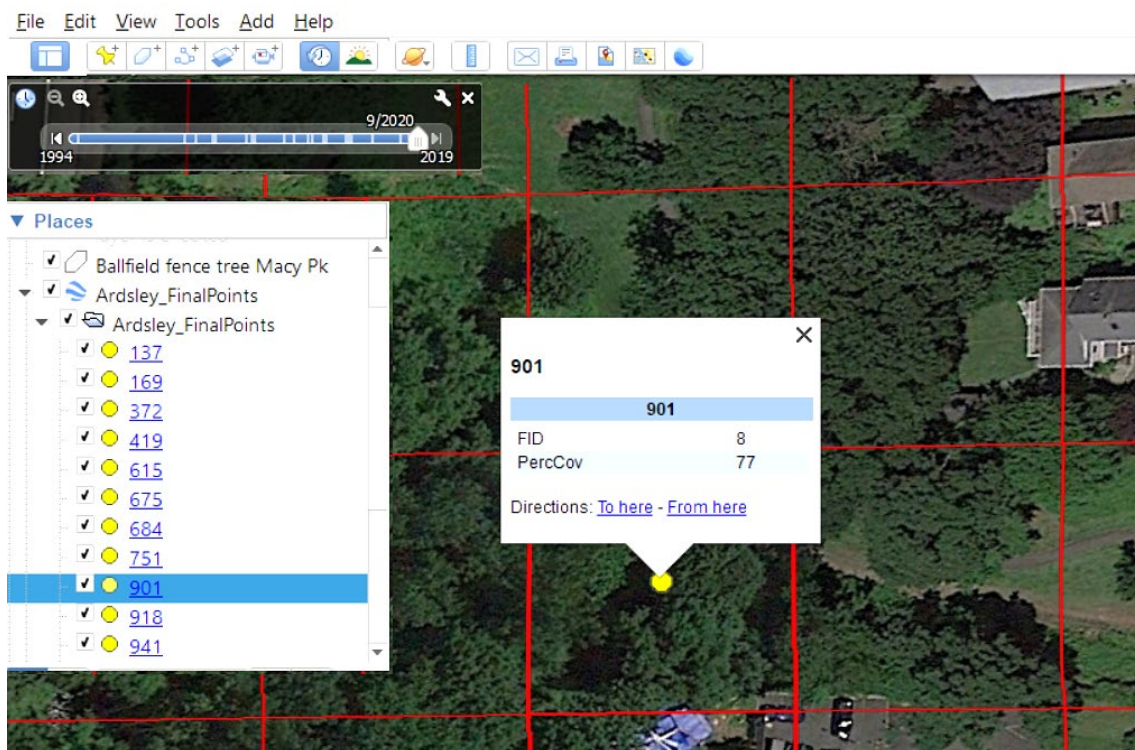 File Edit View Tools Add Help
9/2020
1994 2019
▼ Places
Ballfield fence tree Macy Pk
Ardsley_FinalPoints
Ardsley_FinalPoints
137
169
372
419
615
675
684
751
901
918
941
901
901
FID 8
PercCov 77
Directions: To here - From here